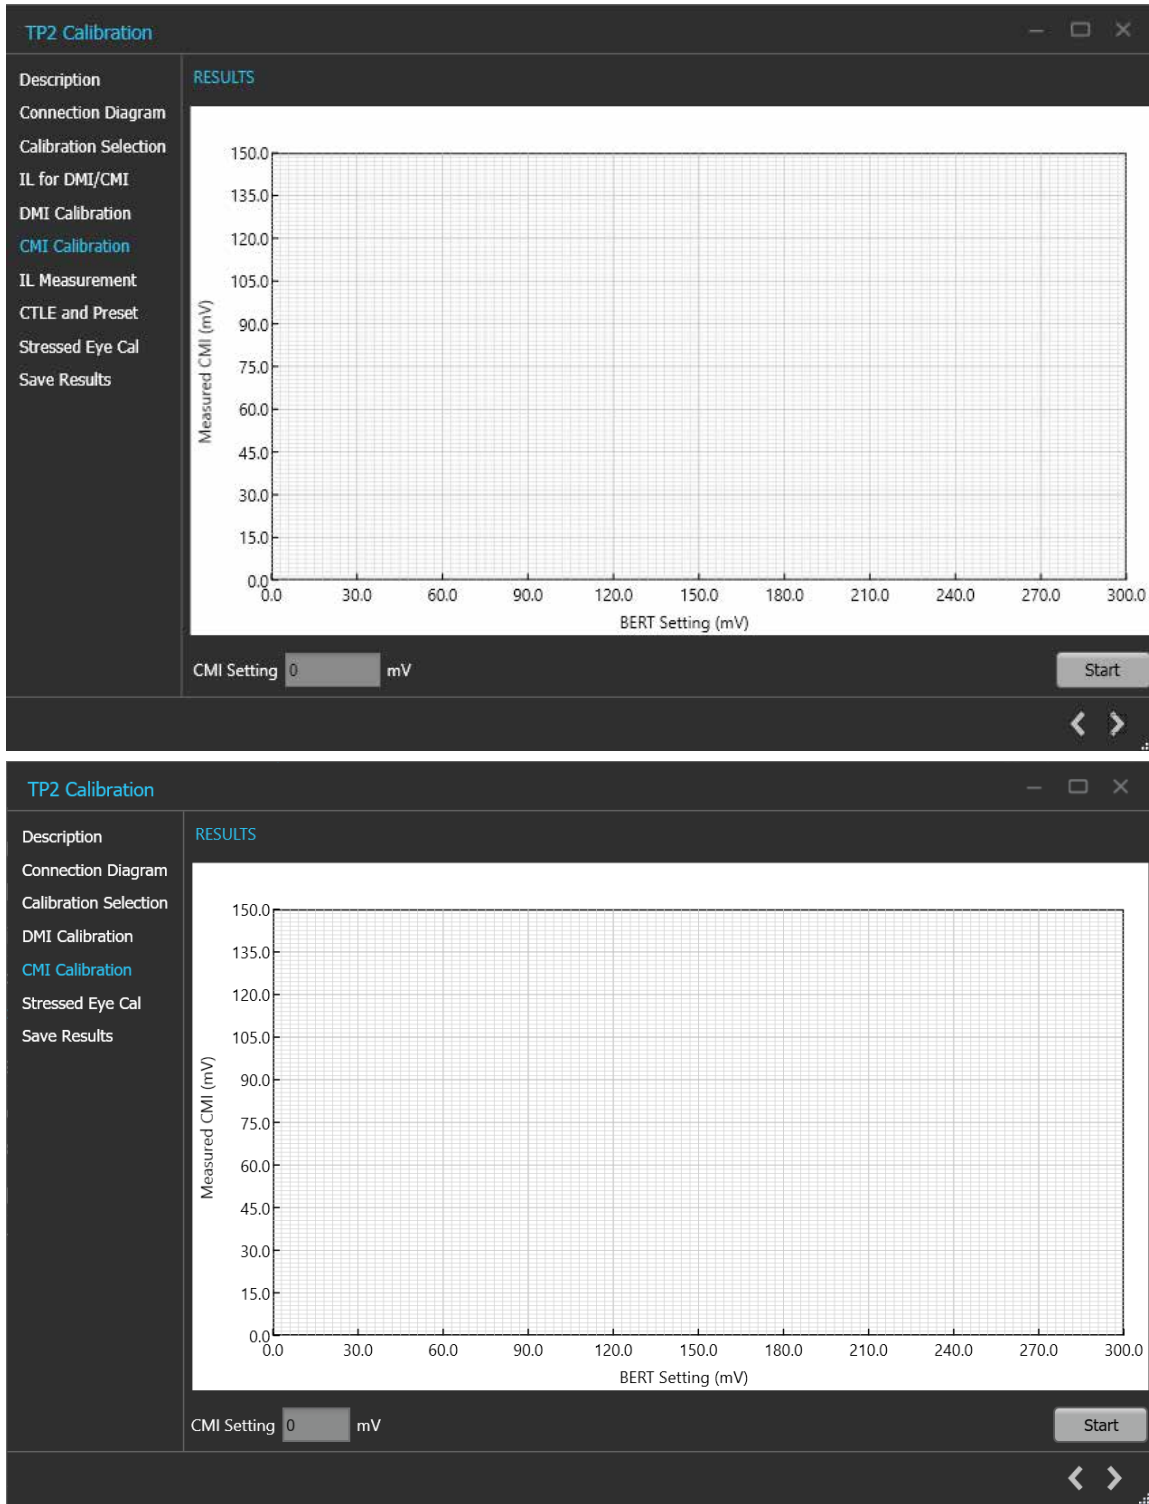 TP2 Calibration
Description
Connection Diagram
Calibration Selection
IL for DMI/CMI
DMI Calibration
CMI Calibration
IL Measurement
CTLE and Preset
Stressed Eye Cal
Save Results
RESULTS
150.0
135.0
120.0
105.0
90.0
75.0
60.0
45.0
30.0
15.0
0.0
Measured CMI (mV)
0.0 30.0 60.0 90.0 120.0 150.0 180.0 210.0 240.0 270.0 300.0
BERT Setting (mV)
CMI Setting 0 mV Start
TP2 Calibration
Description
Connection Diagram
Calibration Selection
DMI Calibration
CMI Calibration
Stressed Eye Cal
Save Results
RESULTS
150.0
135.0
120.0
105.0
90.0
75.0
60.0
45.0
30.0
15.0
0.0
Measured CMI (mV)
0.0 30.0 60.0 90.0 120.0 150.0 180.0 210.0 240.0 270.0 300.0
BERT Setting (mV)
CMI Setting 0 mV Start